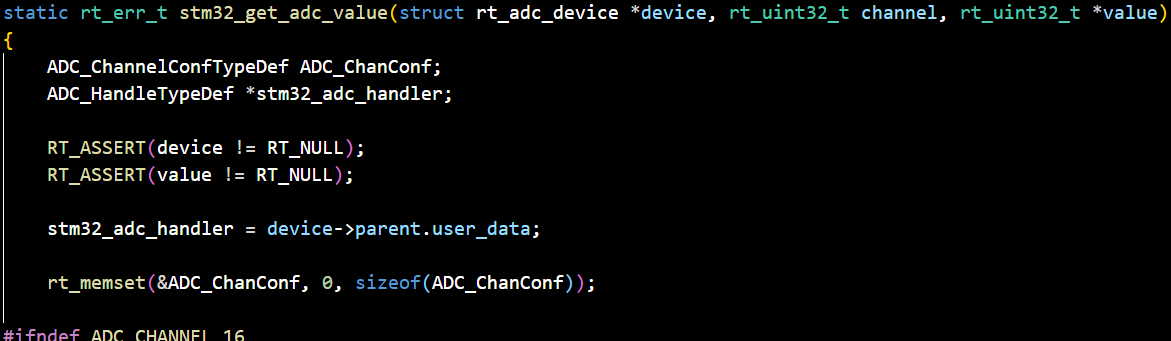 static rt_err_t stm32_get_adc_value(struct rt_adc_device *device, rt_uint32_t channel, rt_uint32_t *value)
{
    ADC_ChannelConfTypeDef ADC_ChanConf;
    ADC_HandleTypeDef *stm32_adc_handler;

    RT_ASSERT(device != RT_NULL);
    RT_ASSERT(value != RT_NULL);

    stm32_adc_handler = device->parent.user_data;

    rt_memset(&ADC_ChanConf, 0, sizeof(ADC_ChanConf));

#ifndef ADC_CHANNEL_16